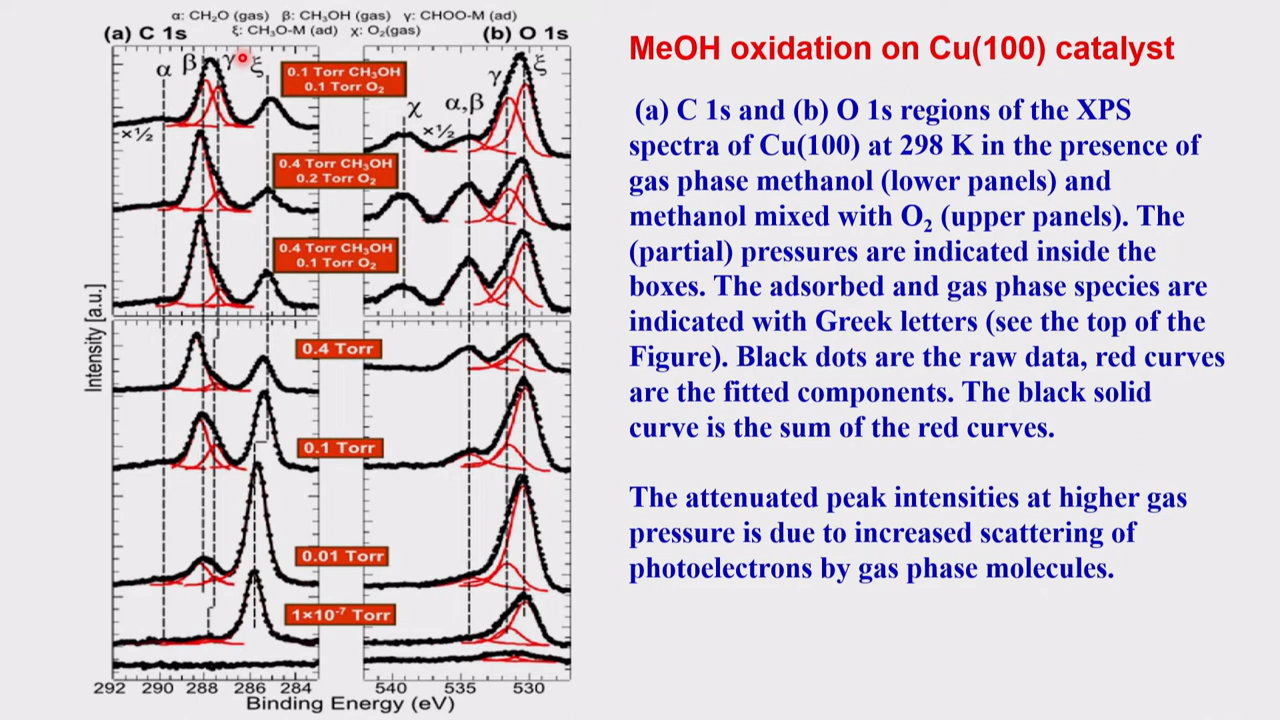 α: CH₂O (gas) β: CH₃OH (gas) γ: CHOO-M (ad)
ξ: CH₃O-M (ad) χ: O₂(gas)
(a) C 1s
(b) O 1s
α β γ ξ
0.1 Torr CH₃OH
0.1 Torr O₂
×½
γ ξ
χ α,β
×½
0.4 Torr CH₃OH
0.2 Torr O₂
0.4 Torr CH₃OH
0.1 Torr O₂
0.4 Torr
0.1 Torr
0.01 Torr
1×10⁻⁷ Torr
Intensity [a.u.]
292 290 288 286 284
540 535 530
Binding Energy (eV)
MeOH oxidation on Cu(100) catalyst
(a) C 1s and (b) O 1s regions of the XPS
spectra of Cu(100) at 298 K in the presence of
gas phase methanol (lower panels) and
methanol mixed with O₂ (upper panels). The
(partial) pressures are indicated inside the
boxes. The adsorbed and gas phase species are
indicated with Greek letters (see the top of the
Figure). Black dots are the raw data, red curves
are the fitted components. The black solid
curve is the sum of the red curves.
The attenuated peak intensities at higher gas
pressure is due to increased scattering of
photoelectrons by gas phase molecules.